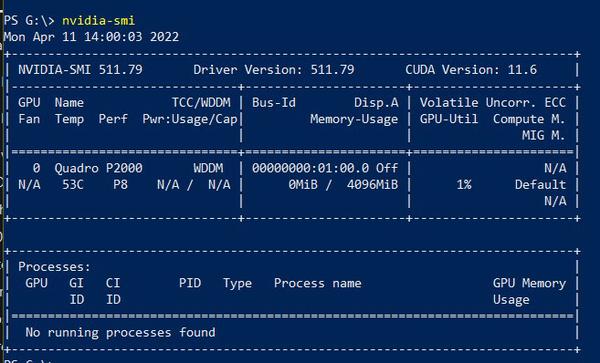 PS G:\> nvidia-smi
Mon Apr 11 14:00:03 2022
NVIDIA-SMI 511.79 Driver Version: 511.79 CUDA Version: 11.6
GPU Name TCC/WDDM | Bus-Id Disp.A | Volatile Uncorr. ECC
Fan Temp Perf Pwr:Usage/Cap| Memory-Usage | GPU-Util Compute M.
MIG M.
0 Quadro P2000 WDDM | 00000000:01:00.0 Off | N/A
N/A 53C P8 N/A / N/A | 0MiB / 4096MiB | 1% Default
N/A
Processes:
GPU GI CI PID Type Process name GPU Memory
ID ID Usage
No running processes found